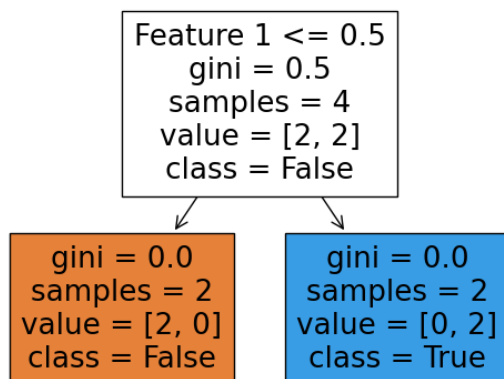 Feature 1 <= 0.5
gini = 0.5
samples = 4
value = [2, 2]
class = False
gini = 0.0
samples = 2
value = [2, 0]
class = False
gini = 0.0
samples = 2
value = [0, 2]
class = True